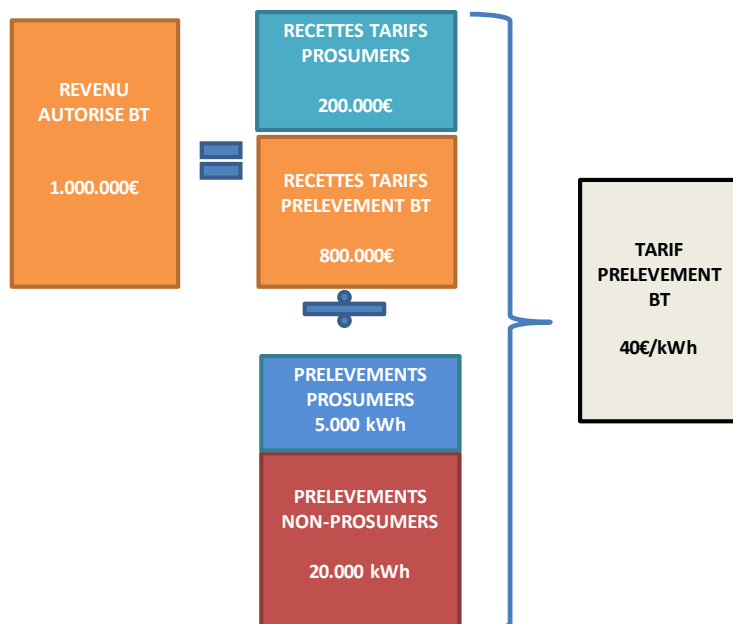 REVENU
AUTORISE BT
1.000.000€
RECETTES TARIFS
PROSUMERS
200.000€
RECETTES TARIFS
PRELEVEMENT BT
800.000€
PRELEVEMENTS
PROSUMERS
5.000 kWh
PRELEVEMENTS
NON-PROSUMERS
20.000 kWh
TARIF
PRELEVEMENT
BT
40€/kWh